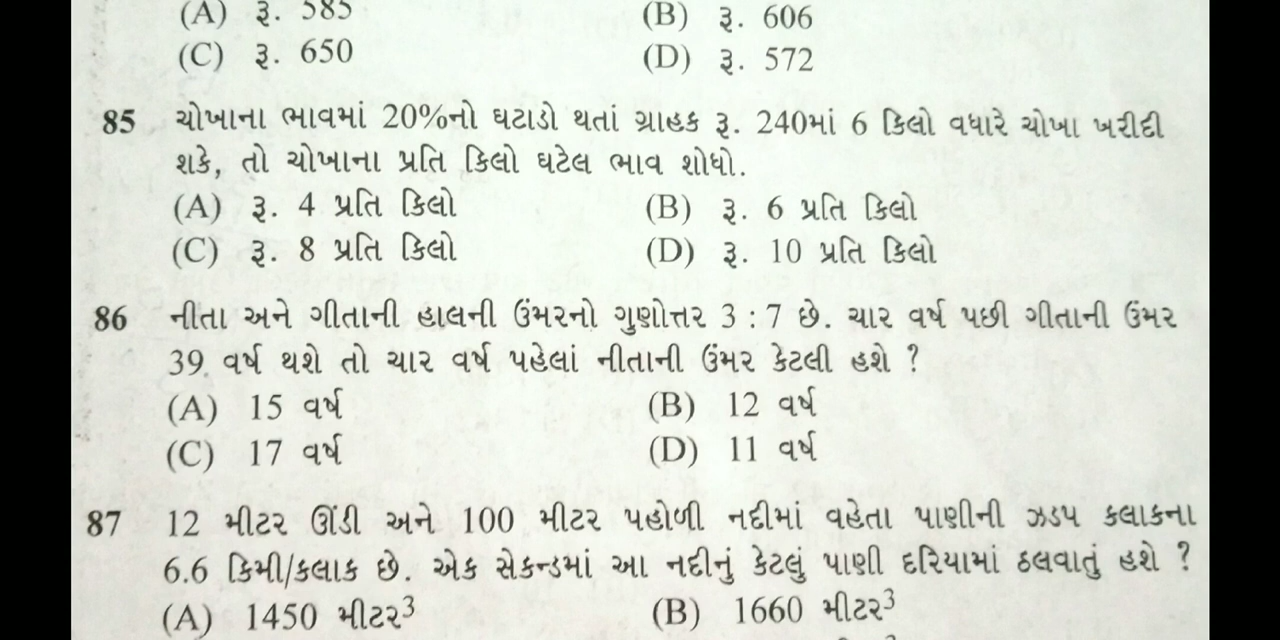 (A) રૂ. 585 (B) રૂ. 606
(C) રૂ. 650 (D) રૂ. 572
85 ચોખાના ભાવમાં 20%નો ઘટાડો થતાં ગ્રાહક રૂ. 240માં 6 કિલો વધારે ચોખા ખરીદી
શકે, તો ચોખાના પ્રતિ કિલો ઘટેલ ભાવ શોધો.
(A) રૂ. 4 પ્રતિ કિલો (B) રૂ. 6 પ્રતિ કિલો
(C) રૂ. 8 પ્રતિ કિલો (D) રૂ. 10 પ્રતિ કિલો
86 નીતા અને ગીતાની હાલની ઉંમરનો ગુણોત્તર 3 : 7 છે. ચાર વર્ષ પછી ગીતાની ઉંમર
39 વર્ષ થશે તો ચાર વર્ષ પહેલાં નીતાની ઉંમર કેટલી હશે ?
(A) 15 વર્ષ (B) 12 વર્ષ
(C) 17 વર્ષ (D) 11 વર્ષ
87 12 મીટર ઊંડી અને 100 મીટર પહોળી નદીમાં વહેતા પાણીની ઝડપ કલાકના
6.6 કિમી/કલાક છે. એક સેકન્ડમાં આ નદીનું કેટલું પાણી દરિયામાં ઠલવાતું હશે ?
(A) 1450 મીટર³ (B) 1660 મીટર³